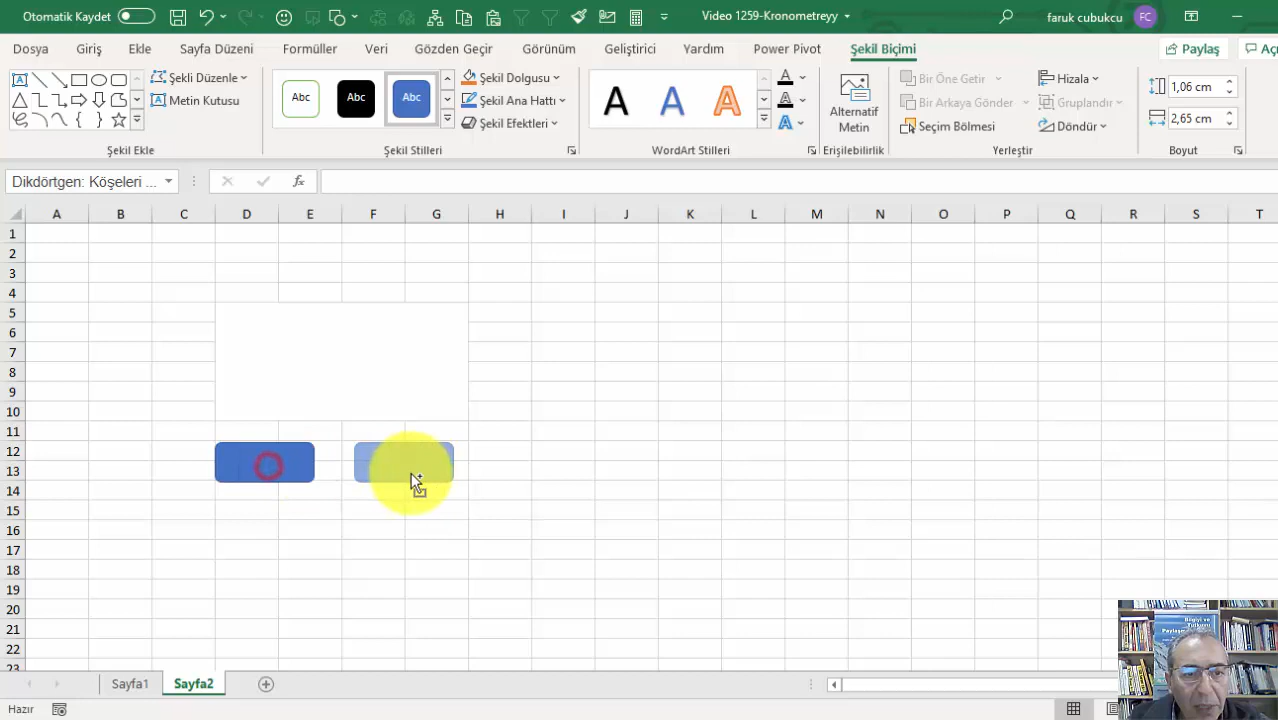 Otomatik Kaydet
Video 1259-Kronometreyy
faruk cubukcu
FC
Dosya Giriş Ekle Sayfa Düzeni Formüller Veri Gözden Geçir Görünüm Geliştirici Yardım Power Pivot Şekil Biçimi
Paylaş
Şekli Düzenle
Metin Kutusu
Şekil Ekle
Abc Abc Abc
Şekil Dolgusu
Şekil Ana Hattı
Şekil Efektleri
Şekil Stilleri
A A A
A
A
A
WordArt Stilleri
Alternatif
Metin
Erişilebilirlik
Bir Öne Getir
Bir Arkaya Gönder
Seçim Bölmesi
Hizala
Gruplandır
Döndür
Yerleştir
1,06 cm
2,65 cm
Boyut
Dikdörtgen: Köşeleri ...
fx
A B C D E F G H I J K L M N O P Q R S T
1
2
3
4
5
6
7
8
9
10
11
12
13
14
15
16
17
18
19
20
21
22
23
Bilgiyi ve
Sayfa1 Sayfa2
Hazır